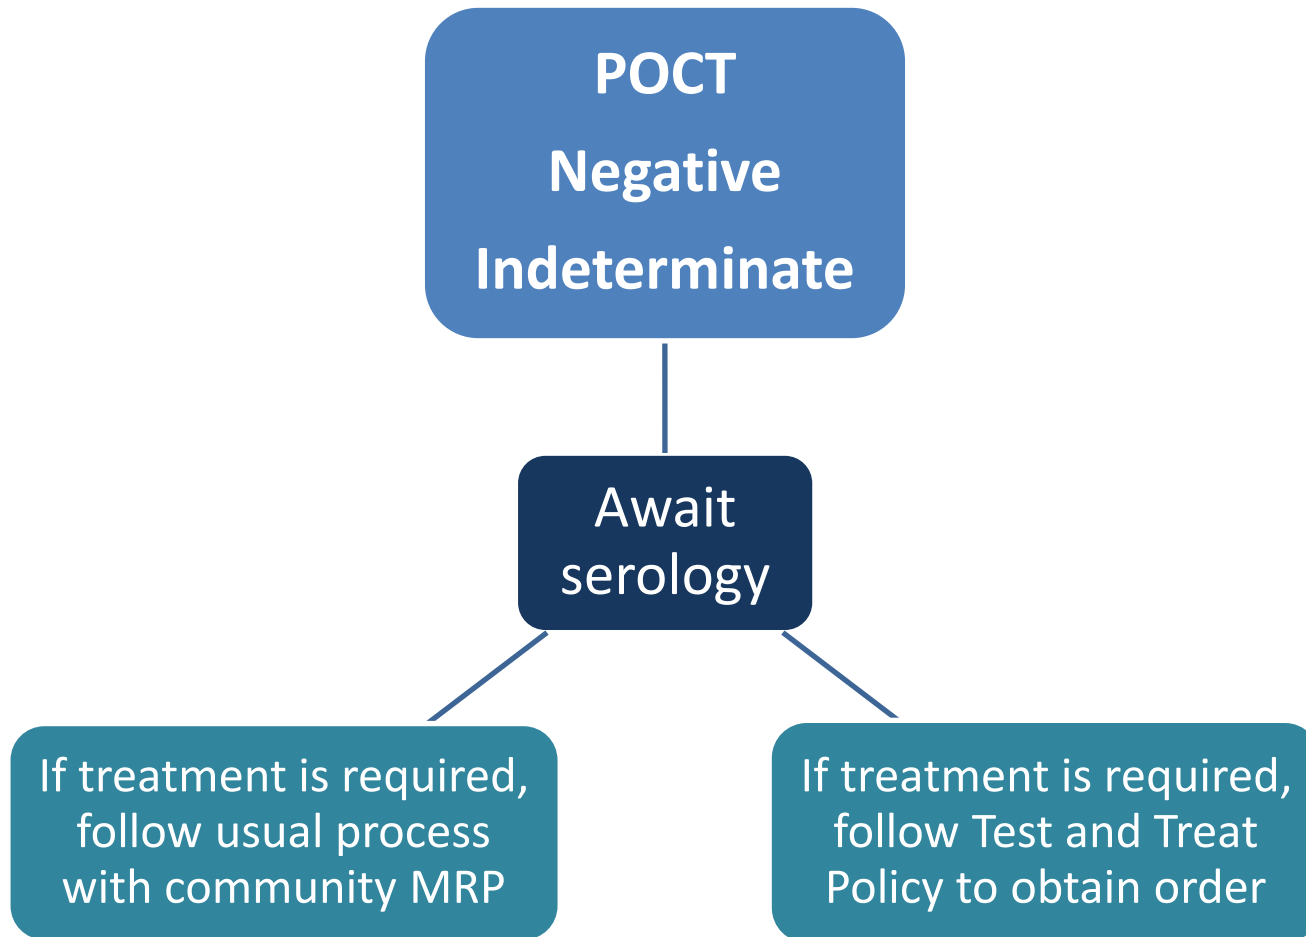 POCT
Negative
Indeterminate
Await
serology
If treatment is required,
follow usual process
with community MRP
If treatment is required,
follow Test and Treat
Policy to obtain order